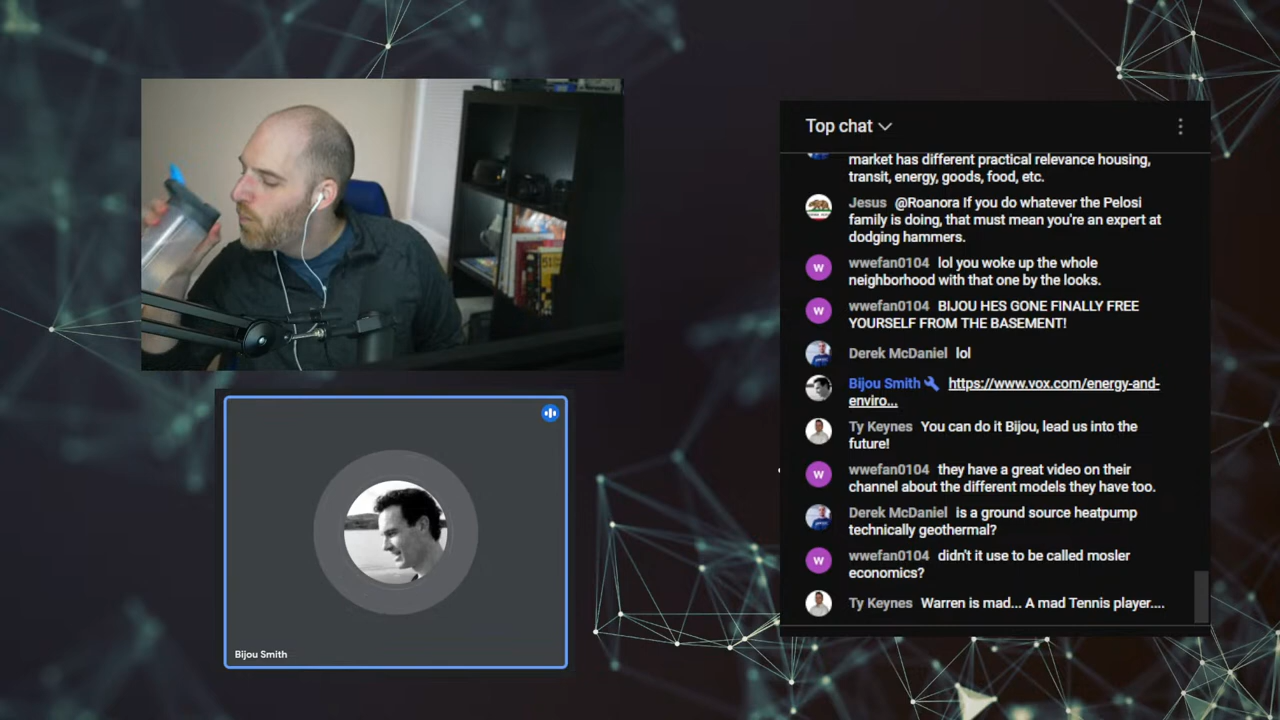 Top chat
market has different practical relevance housing,
transit, energy, goods, food, etc.
Jesus @Roanora If you do whatever the Pelosi
family is doing, that must mean you're an expert at
dodging hammers.
W wwefan0104 lol you woke up the whole
neighborhood with that one by the looks.
W wwefan0104 BIJOU HES GONE FINALLY FREE
YOURSELF FROM THE BASEMENT!
Derek McDaniel lol
Bijou Smith https://www.vox.com/energy-and-
enviro...
Ty Keynes You can do it Bijou, lead us into the
future!
W wwefan0104 they have a great video on their
channel about the different models they have too.
Derek McDaniel is a ground source heatpump
technically geothermal?
W wwefan0104 didn't it use to be called mosler
economics?
Ty Keynes Warren is mad... A mad Tennis player....
Bijou Smith